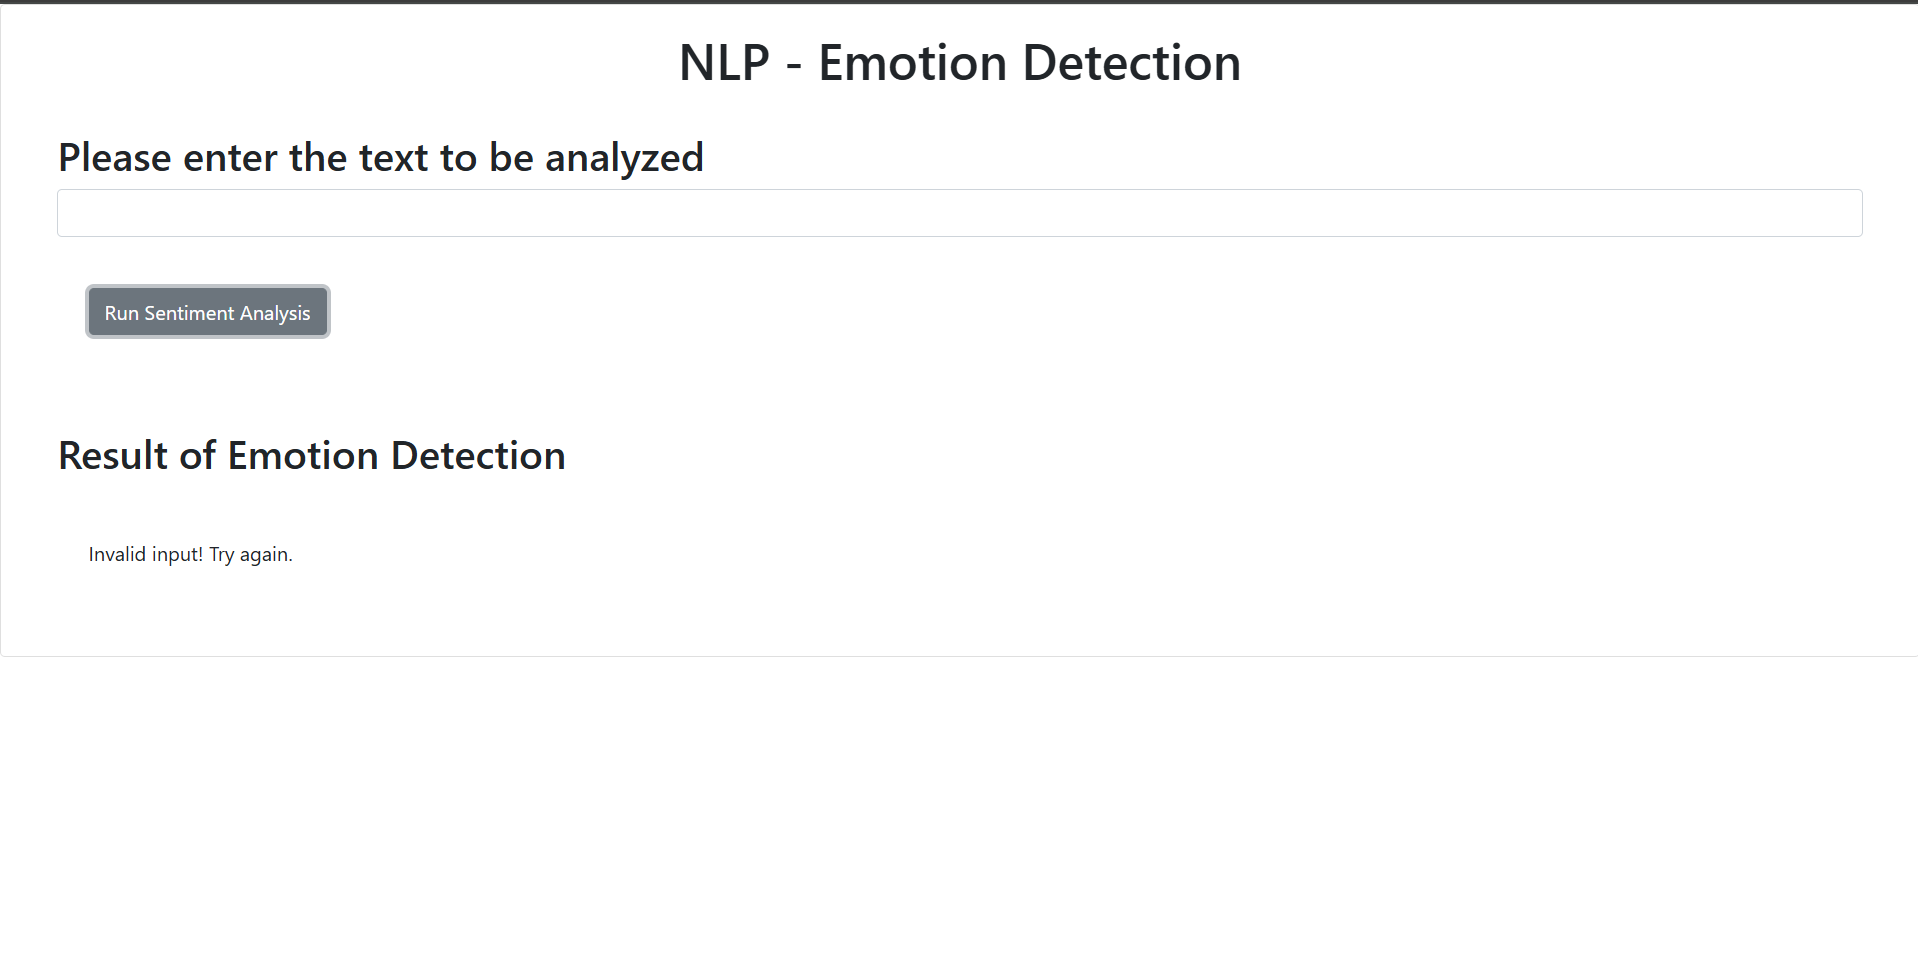 NLP - Emotion Detection
Please enter the text to be analyzed
Run Sentiment Analysis
Result of Emotion Detection
Invalid input! Try again.